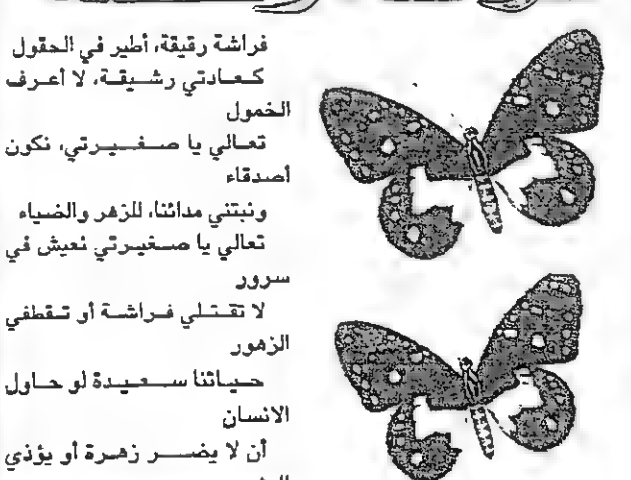 فراشة رقيقة، أطير في الحقول
كعادتي رشيقة، لا أعرف
الخمول
تعالي يا صغيرتي، نكون
أصدقاء
ونبتني مدائنا، للزهر والضياء
تعالي يا صغيرتي نعيش في
سرور
لا تقتلي فراشة أو تقطفي
الزهور
حياتنا سعيدة لو حاول
الانسان
أن لا يضر زهرة أو يؤذي